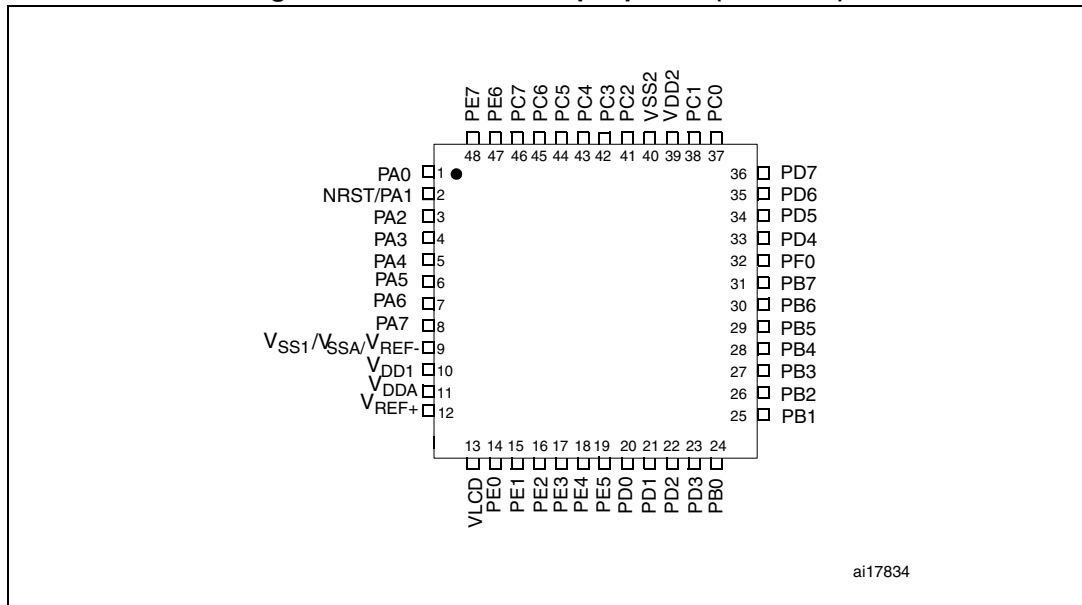 PE7 PE6 PC7 PC6 PC5 PC4 PC3 PC2 VSS2 VDD2 PC1 PC0
48 47 46 45 44 43 42 41 40 39 38 37
PA0 1 36 PD7
NRST/PA1 2 35 PD6
PA2 3 34 PD5
PA3 4 33 PD4
PA4 5 32 PF0
PA5 6 31 PB7
PA6 7 30 PB6
PA7 8 29 PB5
VSS1/VSSA/VREF- 9 28 PB4
VDD1 10 27 PB3
VDDA 11 26 PB2
VREF+ 12 25 PB1
13 14 15 16 17 18 19 20 21 22 23 24
VLCD PE0 PE1 PE2 PE3 PE4 PE5 PD0 PD1 PD2 PD3 PB0
ai17834